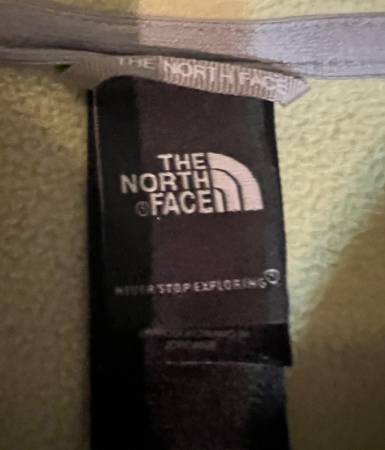 THE NORTH FACE
THE
NORTH
®FACE
NEVER STOP EXPLORING®